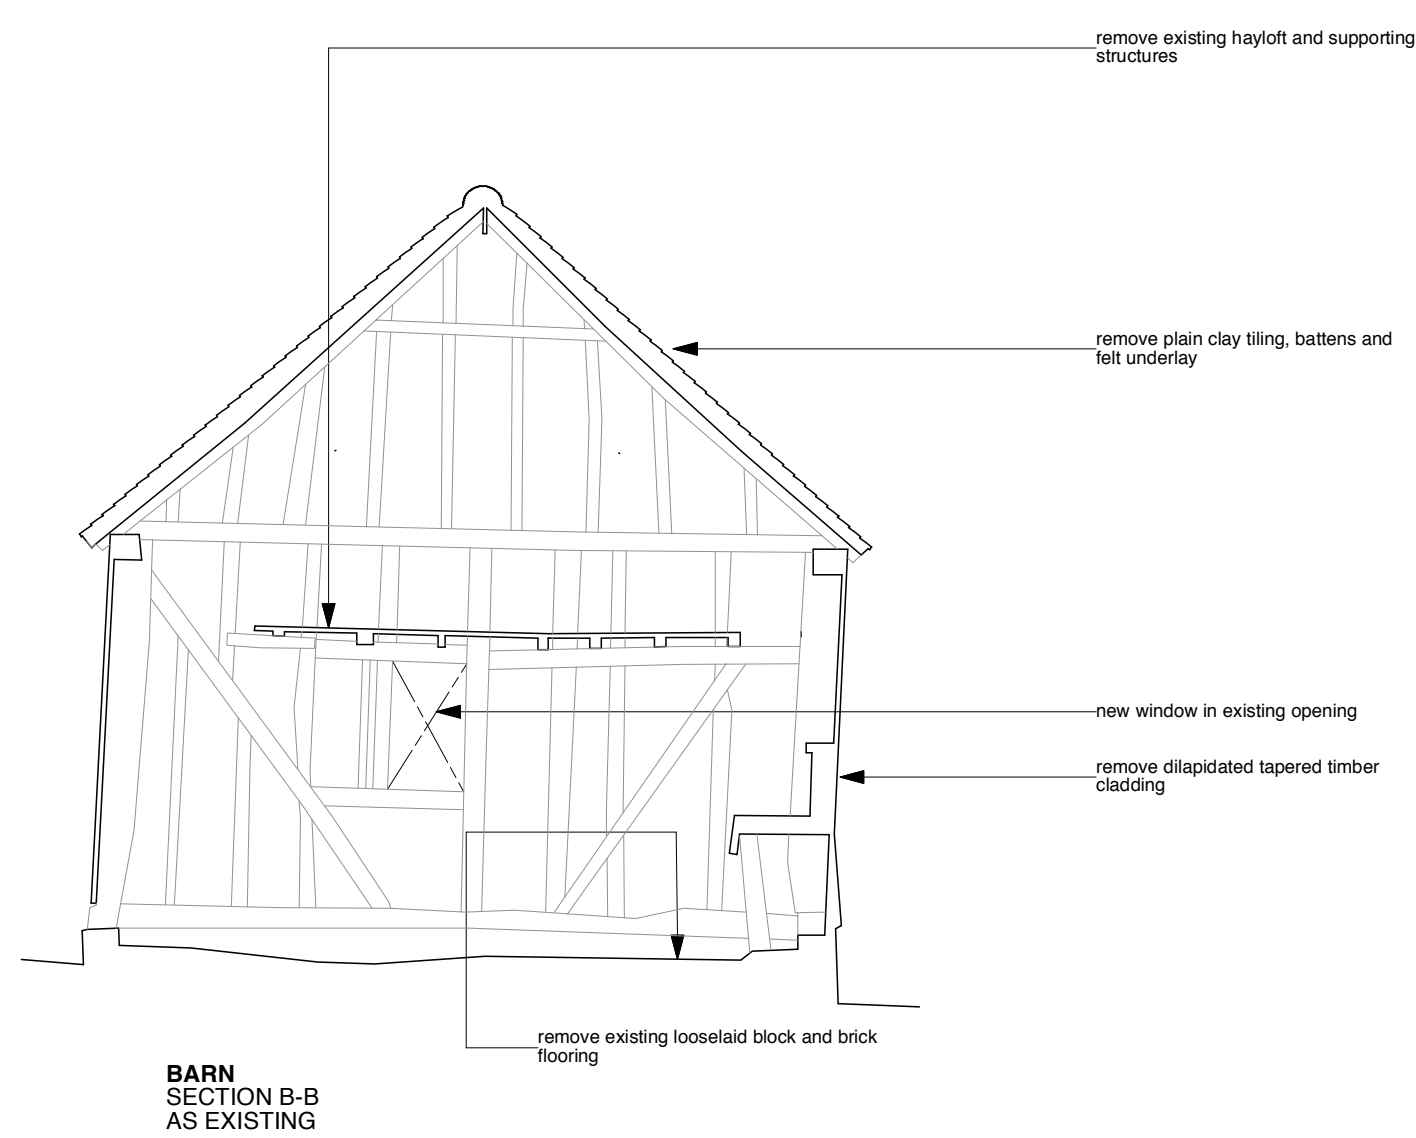 remove existing hayloft and supporting
structures
remove plain clay tiling, battens and
felt underlay
new window in existing opening
remove dilapidated tapered timber
cladding
remove existing looselaid block and brick
flooring
BARN
SECTION B-B
AS EXISTING